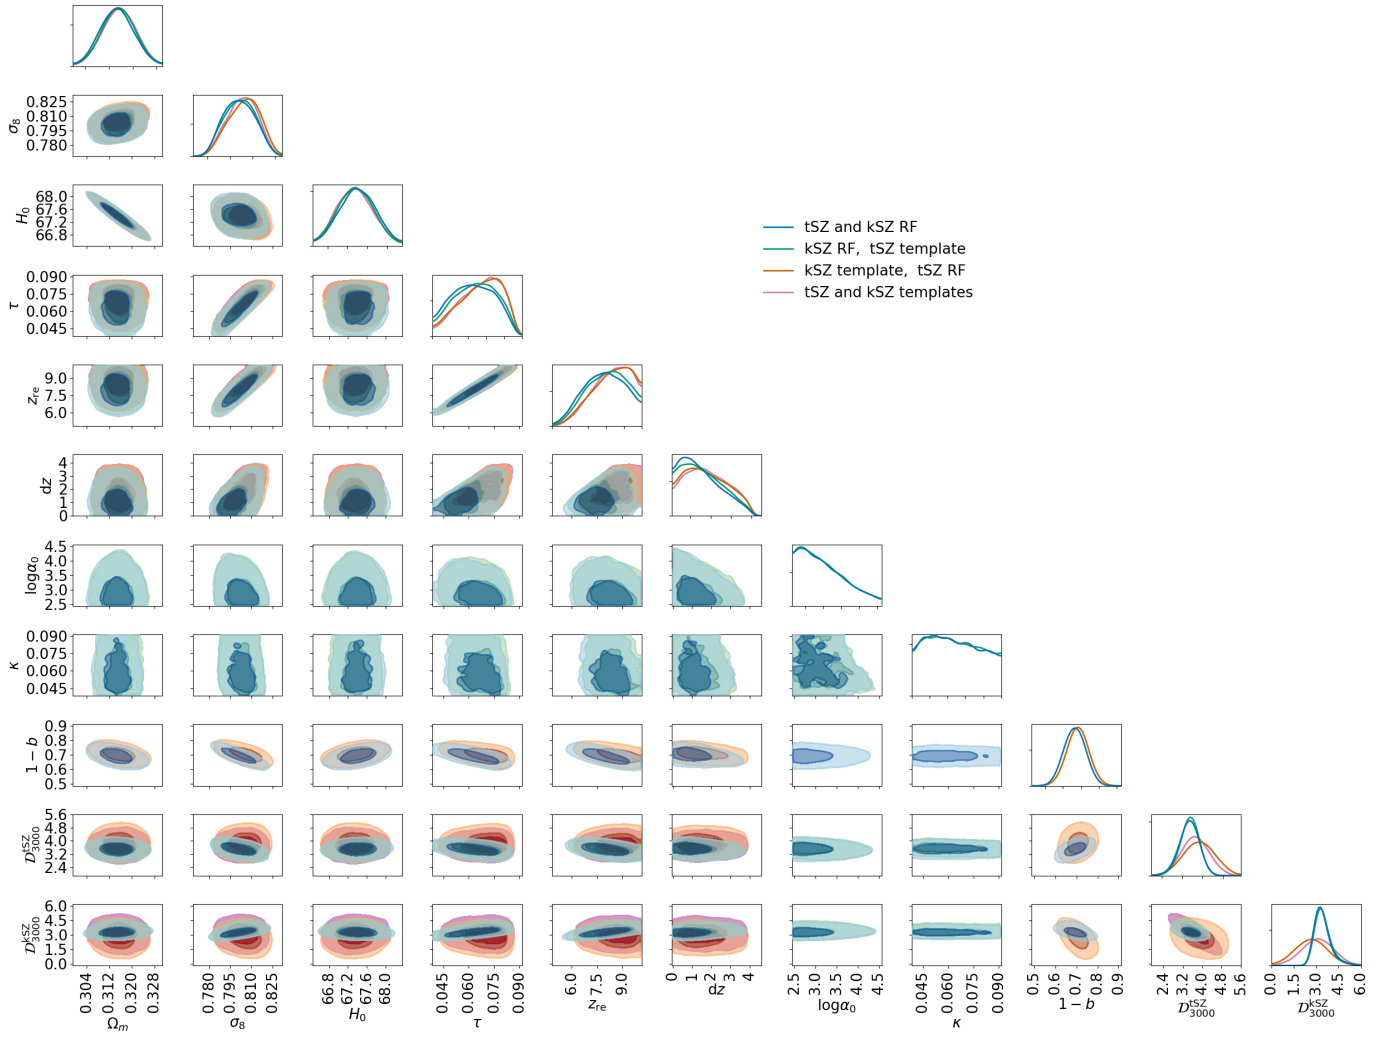 σ8
0.825
0.810
0.795
0.780
H0
68.0
67.6
67.2
66.8
tSZ and kSZ RF
kSZ RF, tSZ template
kSZ template, tSZ RF
tSZ and kSZ templates
τ
0.090
0.075
0.060
0.045
zre
9.0
7.5
6.0
dz
4
3
2
1
0
logα0
4.5
4.0
3.5
3.0
2.5
κ
0.090
0.075
0.060
0.045
1 − b
0.9
0.8
0.7
0.6
0.5
𝒟tSZ3000
5.6
4.8
4.0
3.2
2.4
𝒟kSZ3000
6.0
4.5
3.0
1.5
0.0
0.304 0.312 0.320 0.328 0.780 0.795 0.810 0.825 66.8 67.2 67.6 68.0 0.045 0.060 0.075 0.090 6.0 7.5 9.0 0 1 2 3 4 2.5 3.0 3.5 4.0 4.5 0.045 0.060 0.075 0.090 0.5 0.6 0.7 0.8 0.9 2.4 3.2 4.0 4.8 5.6 0.0 1.5 3.0 4.5 6.0
Ωm σ8 H0 τ zre dz logα0 κ 1 − b 𝒟tSZ3000 𝒟kSZ3000